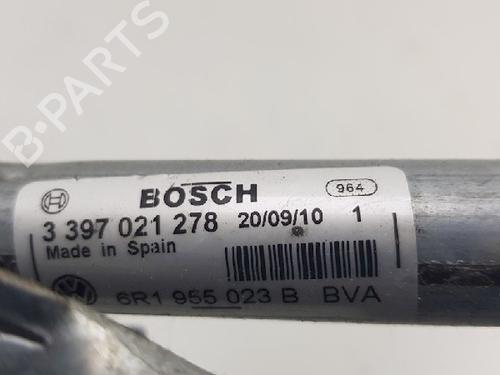 B-PARTS
BOSCH
964
3 397 021 278 20/09/10 1
Made in Spain
6R1 955 023 B BVA